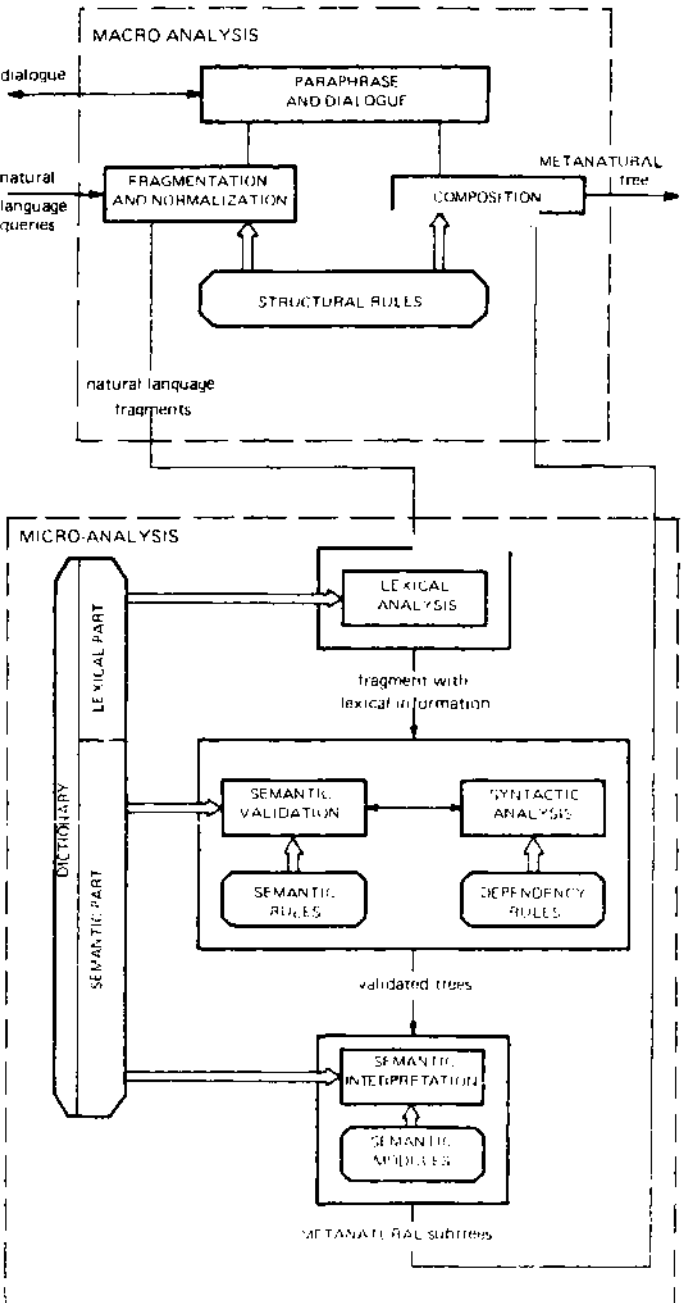 MACRO ANALYSIS
dialogue
PARAPHRASE
AND DIALOGUE
natural
language
queries
FRAGMENTATION
AND NORMALIZATION
COMPOSITION
METANATURAL
tree
STRUCTURAL RULES
natural language
fragments
MICRO-ANALYSIS
DICTIONARY
LEXICAL PART
SEMANTIC PART
LEXICAL
ANALYSIS
fragment with
lexical information
SEMANTIC
VALIDATION
SYNTACTIC
ANALYSIS
SEMANTIC
RULES
DEPENDENCY
RULES
validated trees
SEMANTIC
INTERPRETATION
SEMANTIC
MODULES
METANATURAL subtrees